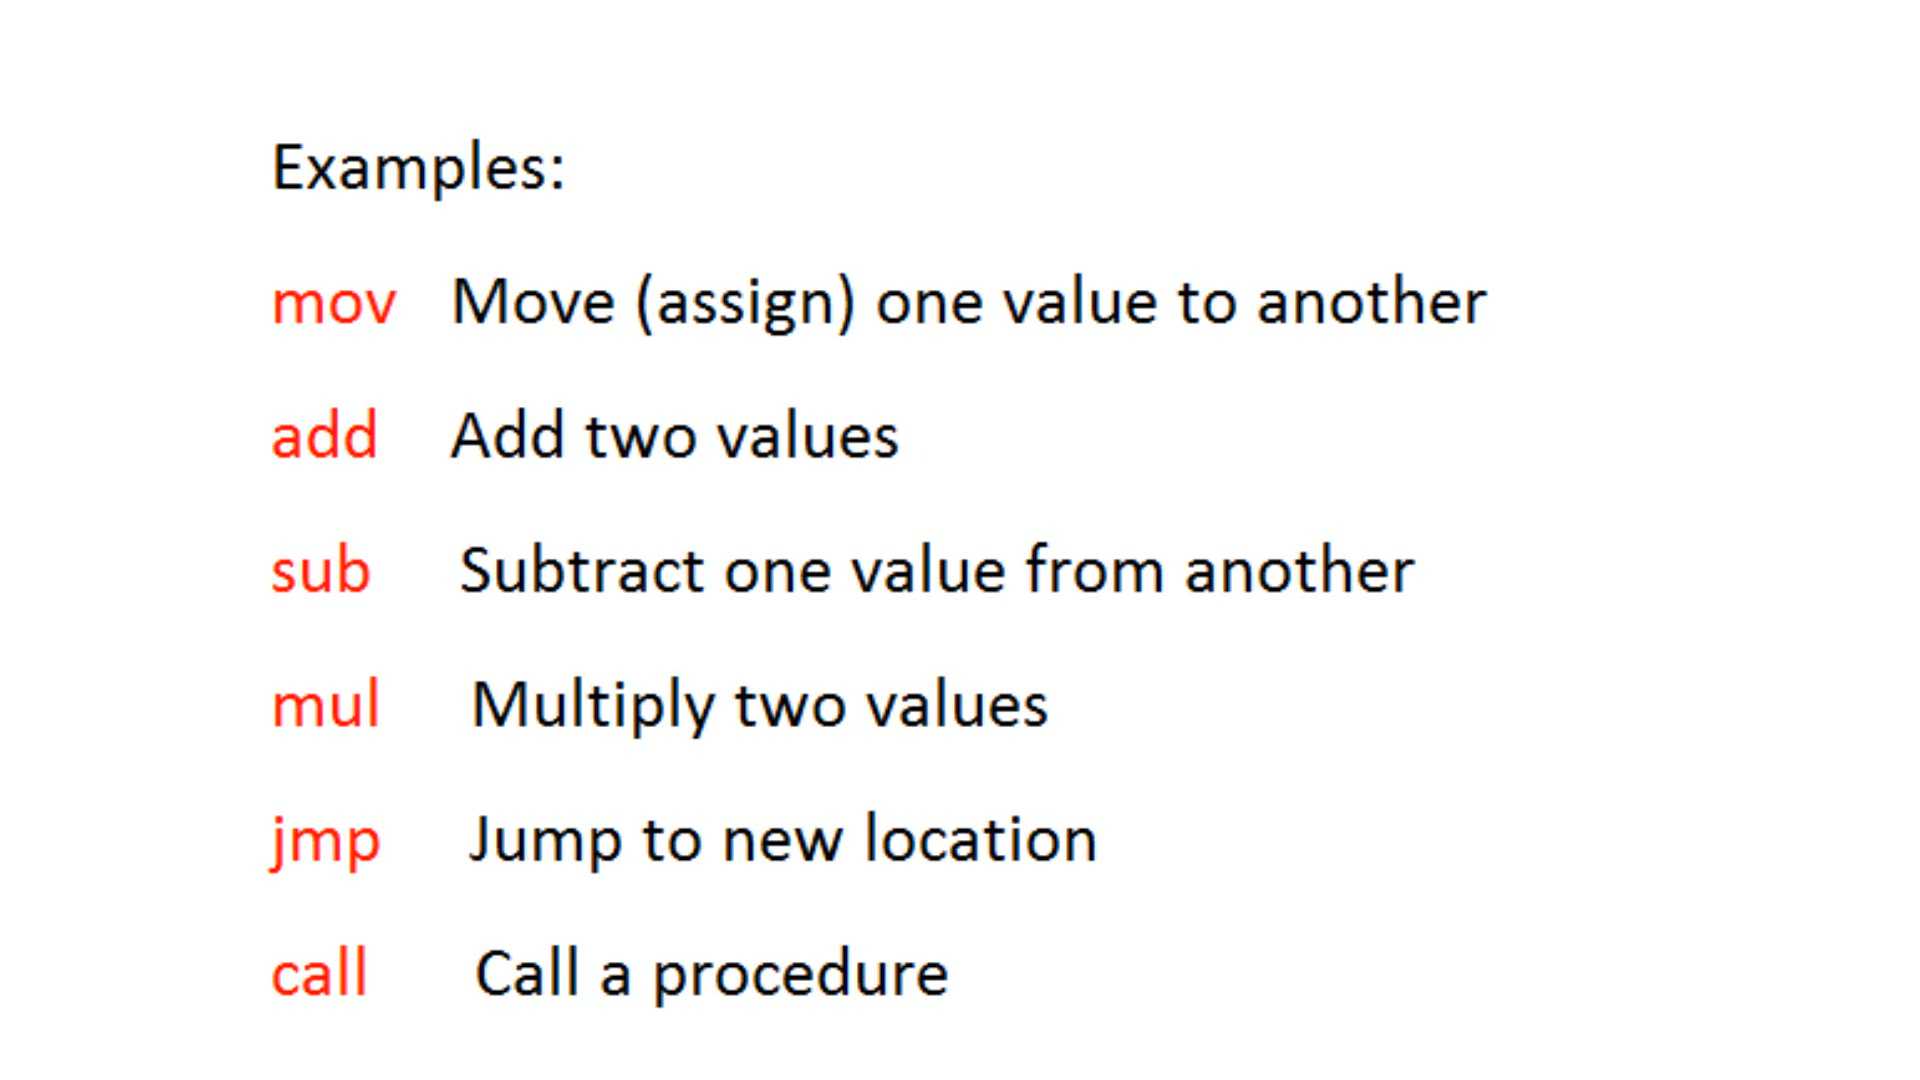 Examples:
mov Move (assign) one value to another
add Add two values
sub Subtract one value from another
mul Multiply two values
jmp Jump to new location
call Call a procedure